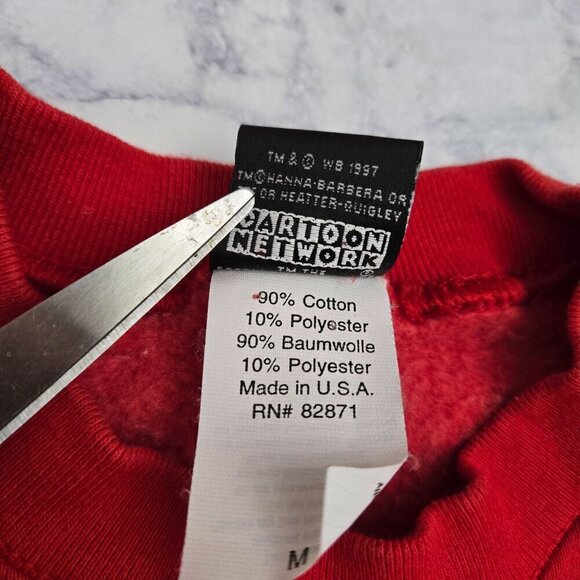 TM & © WB 1997
TM © HANNA-BARBERA OR
OR HEATTER-QUIGLEY
CARTOON
NETWORK
TM THE
90% Cotton
10% Polyester
90% Baumwolle
10% Polyester
Made in U.S.A.
RN# 82871
M